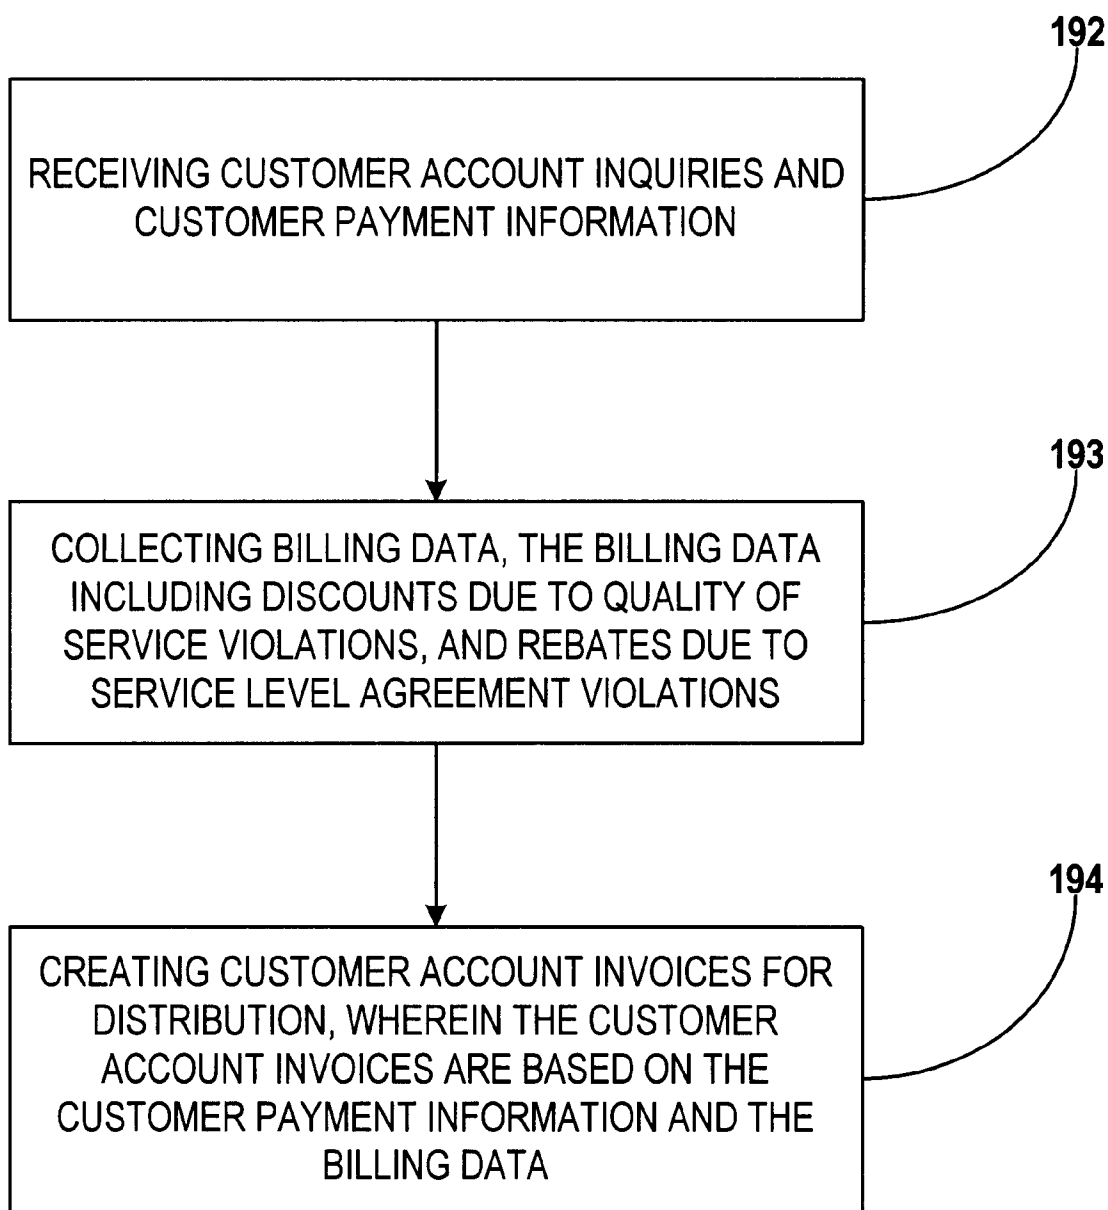 192
RECEIVING CUSTOMER ACCOUNT INQUIRIES AND
CUSTOMER PAYMENT INFORMATION
193
COLLECTING BILLING DATA, THE BILLING DATA
INCLUDING DISCOUNTS DUE TO QUALITY OF
SERVICE VIOLATIONS, AND REBATES DUE TO
SERVICE LEVEL AGREEMENT VIOLATIONS
194
CREATING CUSTOMER ACCOUNT INVOICES FOR
DISTRIBUTION, WHEREIN THE CUSTOMER
ACCOUNT INVOICES ARE BASED ON THE
CUSTOMER PAYMENT INFORMATION AND THE
BILLING DATA